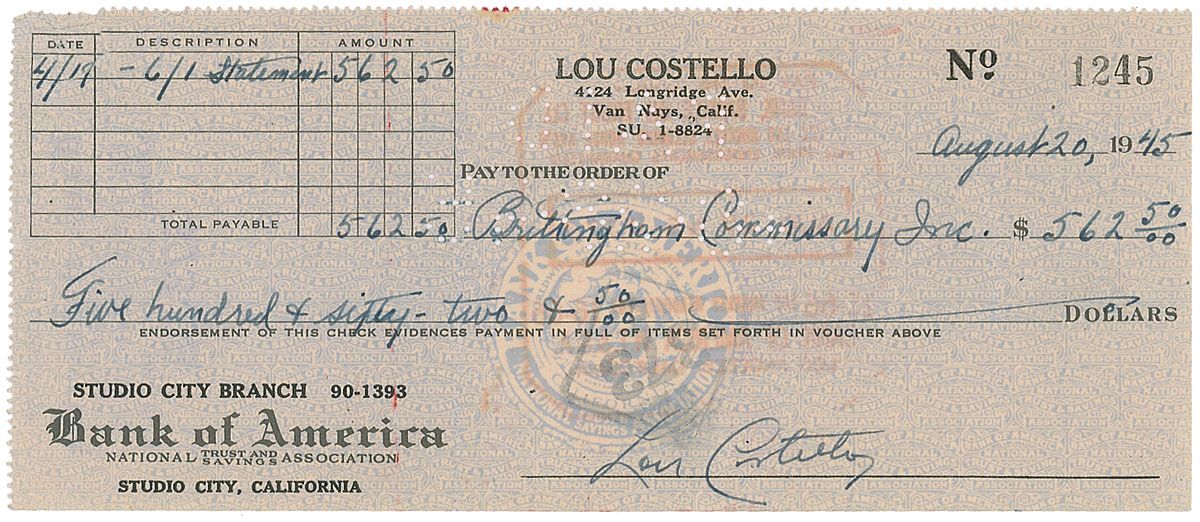 DATE DESCRIPTION AMOUNT
4/19 - 6/1 Statement 562 50
TOTAL PAYABLE 562 50
LOU COSTELLO
4124 Longridge Ave.
Van Nuys, Calif.
SU. 1-8824
Nº 1245
August 20, 1945
PAY TO THE ORDER OF
Brittingham Commissary Inc. $ 562 50/00
Five hundred & sixty-two & 50/00 DOLLARS
ENDORSEMENT OF THIS CHECK EVIDENCES PAYMENT IN FULL OF ITEMS SET FORTH IN VOUCHER ABOVE
STUDIO CITY BRANCH 90-1393
Bank of America
NATIONAL TRUST AND SAVINGS ASSOCIATION
STUDIO CITY, CALIFORNIA
Lou Costello